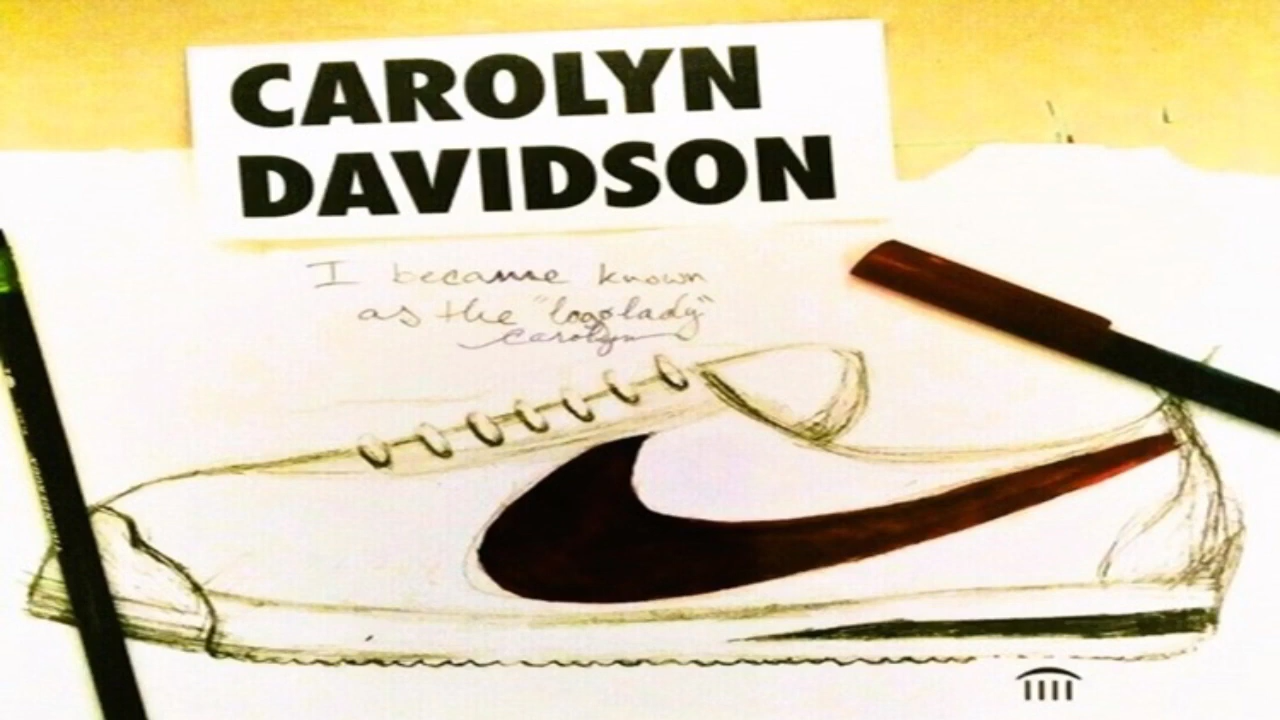 CAROLYN
DAVIDSON
I became known
as the "logolady"
Carolyn